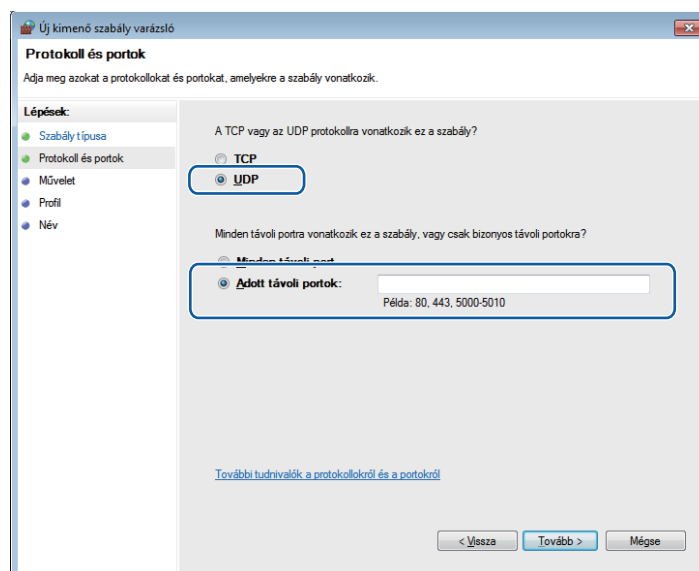 Új kimenő szabály varázsló
Protokoll és portok
Adja meg azokat a protokollokat és portokat, amelyekre a szabály vonatkozik.
Lépések:
Szabály típusa
Protokoll és portok
Művelet
Profil
Név
A TCP vagy az UDP protokollra vonatkozik ez a szabály?
TCP
UDP
Minden távoli portra vonatkozik ez a szabály, vagy csak bizonyos távoli portokra?
Minden távoli port
Adott távoli portok:
Példa: 80, 443, 5000-5010
További tudnivalók a protokollokról és a portokról
< Vissza
Tovább >
Mégse